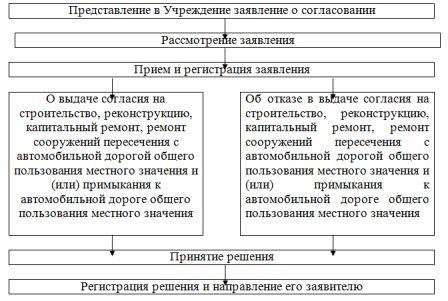 Представление в Учреждение заявление о согласовании
Рассмотрение заявления
Прием и регистрация заявления
О выдаче согласия на
строительство, реконструкцию,
капитальный ремонт, ремонт
сооружений пересечения с
автомобильной дорогой общего
пользования местного значения и
(или) примыкания к
автомобильной дороге общего
пользования местного значения
Об отказе в выдаче согласия на
строительство, реконструкцию,
капитальный ремонт, ремонт
сооружений пересечения с
автомобильной дорогой общего
пользования местного значения и
(или) примыкания к
автомобильной дороге общего
пользования местного значения
Принятие решения
Регистрация решения и направление его заявителю